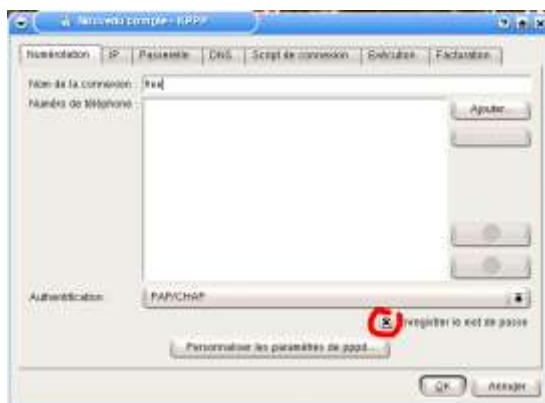 Nouveau compte - KPPP
Numérotation IP Passerelle DNS Script de connexion Exécution Facturation
Nom de la connexion : free
Numéro de téléphone
Ajouter...
Authentification : PAP/CHAP
Enregistrer le mot de passe
Personnaliser les paramètres de pppd...
OK Annuler